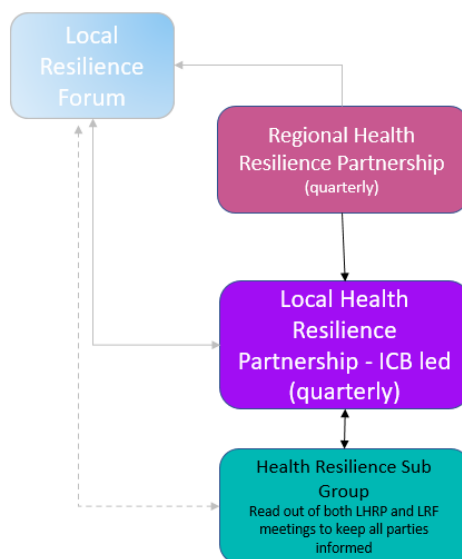 Local
Resilience
Forum
Regional Health
Resilience Partnership
(quarterly)
Local Health
Resilience
Partnership - ICB led
(quarterly)
Health Resilience Sub
Group
Read out of both LHRP and LRF
meetings to keep all parties
informed